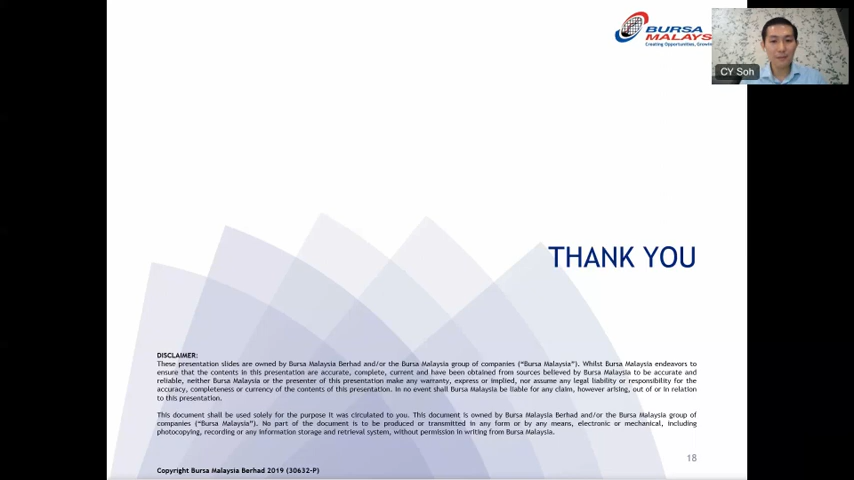 BURSA
MALAYS
Creating Opportunities, Growin
CY Soh
THANK YOU
DISCLAIMER:
These presentation slides are owned by Bursa Malaysia Berhad and/or the Bursa Malaysia group of companies (“Bursa Malaysia”). Whilst Bursa Malaysia endeavors to
ensure that the contents in this presentation are accurate, complete, current and have been obtained from sources believed by Bursa Malaysia to be accurate and
reliable, neither Bursa Malaysia or the presenter of this presentation make any warranty, express or implied, nor assume any legal liability or responsibility for the
accuracy, completeness or currency of the contents of this presentation. In no event shall Bursa Malaysia be liable for any claim, however arising, out of or in relation
to this presentation.
This document shall be used solely for the purpose it was circulated to you. This document is owned by Bursa Malaysia Berhad and/or the Bursa Malaysia group of
companies (“Bursa Malaysia”). No part of the document is to be produced or transmitted in any form or by any means, electronic or mechanical, including
photocopying, recording or any information storage and retrieval system, without permission in writing from Bursa Malaysia.
18
Copyright Bursa Malaysia Berhad 2019 (30632-P)